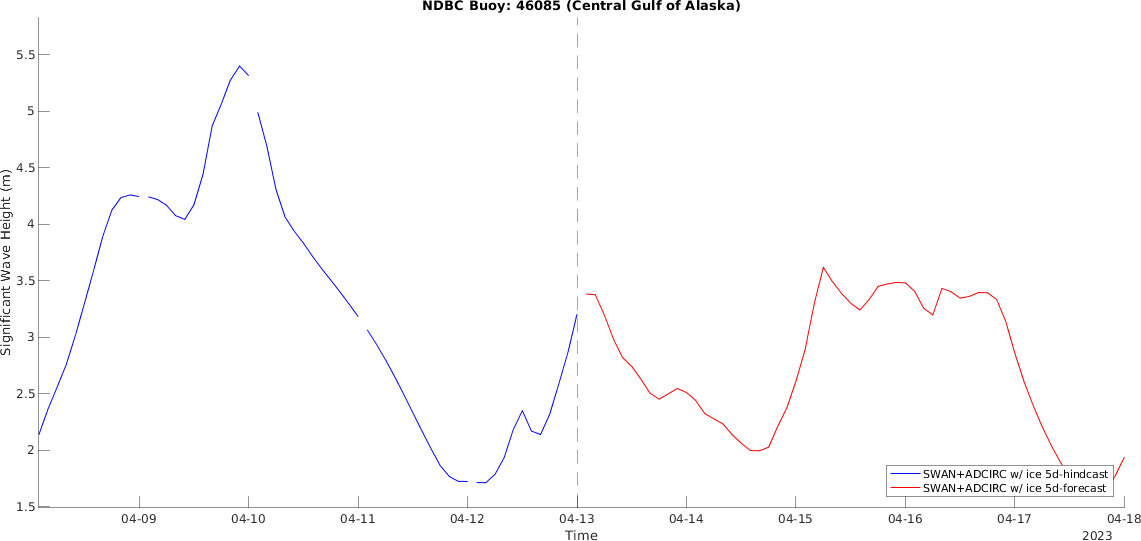 NDBC Buoy: 46085 (Central Gulf of Alaska)
Significant Wave Height (m)
5.5
5
4.5
4
3.5
3
2.5
2
1.5
SWAN+ADCIRC w/ ice 5d-hindcast
SWAN+ADCIRC w/ ice 5d-forecast
04-09 04-10 04-11 04-12 04-13 04-14 04-15 04-16 04-17 04-18
Time
2023